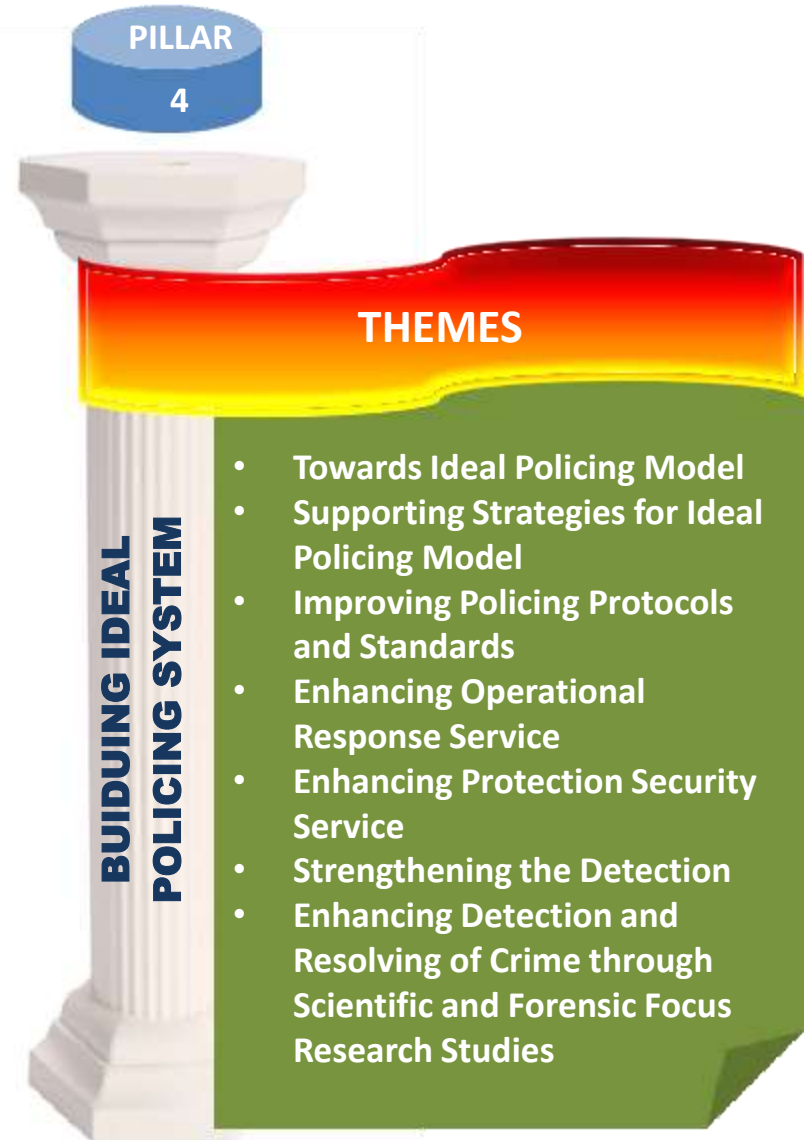 PILLAR
4
THEMES
BUIDUING IDEAL
POLICING SYSTEM
• Towards Ideal Policing Model
• Supporting Strategies for Ideal
Policing Model
• Improving Policing Protocols
and Standards
• Enhancing Operational
Response Service
• Enhancing Protection Security
Service
• Strengthening the Detection
• Enhancing Detection and
Resolving of Crime through
Scientific and Forensic Focus
Research Studies